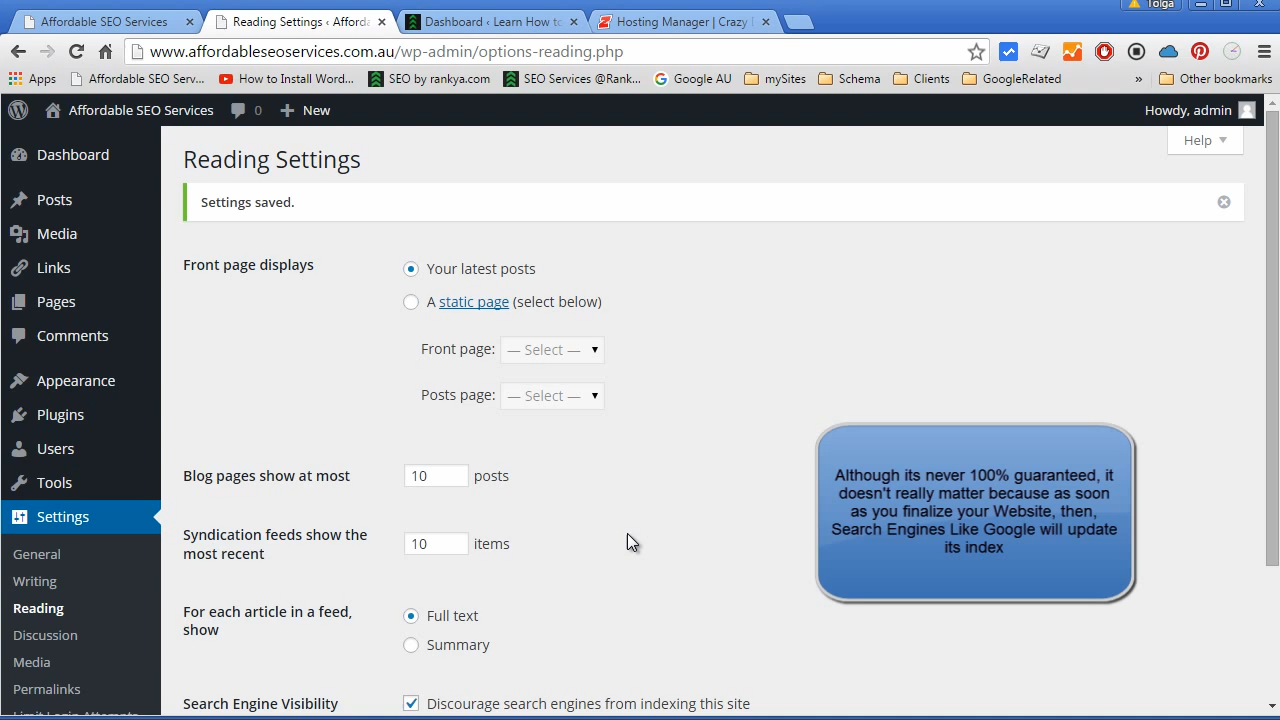 Tolga
Affordable SEO Services
Reading Settings ‹ Afforda
Dashboard ‹ Learn How to
Hosting Manager | Crazy
www.affordableseoservices.com.au/wp-admin/options-reading.php
Apps
Affordable SEO Serv...
How to Install Word...
SEO by rankya.com
SEO Services @Rank...
Google AU
mySites
Schema
Clients
GoogleRelated
»
Other bookmarks
Affordable SEO Services
0
New
Howdy, admin
Help
Dashboard
Posts
Media
Links
Pages
Comments
Appearance
Plugins
Users
Tools
Settings
General
Writing
Reading
Discussion
Media
Permalinks
Limit Login Attempts
Reading Settings
Settings saved.
Front page displays
Your latest posts
A static page (select below)
Front page: — Select —
Posts page: — Select —
Blog pages show at most
10 posts
Syndication feeds show the
most recent
10 items
For each article in a feed,
show
Full text
Summary
Search Engine Visibility
Discourage search engines from indexing this site
Although its never 100% guaranteed, it
doesn't really matter because as soon
as you finalize your Website, then,
Search Engines Like Google will update
its index